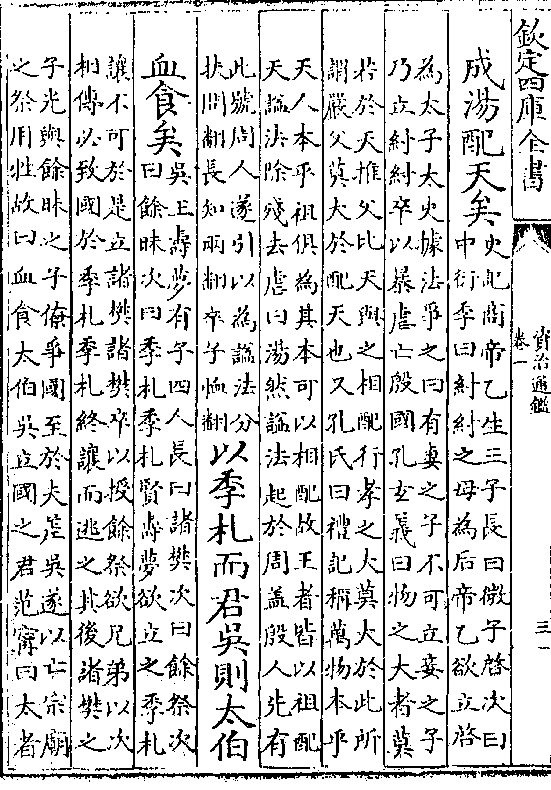 欽定四庫全書
資治通鑑
卷一
三
成湯配天矣史記商帝乙生三子長曰微子啓次曰
中衍季曰紂紂之母為后帝乙欲立啓
為太子太史據法爭之曰有妻之子不可立妾之子
乃立紂紂卒以暴虐亡殷國孔玄義曰物之大者莫
若於天推父比天與之相配行孝之大莫大於此所
謂嚴父莫大於配天也又孔氏曰禮記稱萬物本乎
天人本乎祖俱為其本可以相配故王者皆以祖配
天諡法除殘去虐曰湯然諡法起於周蓋殷人先有
此號周人遂引以為諡法分
扶問翻長知兩翻卒子恤翻以季札而君吳則太伯
血食矣吳王壽夢有子四人長曰諸樊次曰餘祭次
曰餘昧次曰季札季札賢壽夢欲立之季札
讓不可於是立諸樊諸樊卒以授餘祭欲兄弟以次
相傳必致國於季札季札終讓而逃之其後諸樊之
子光與餘昧之子僚爭國至於夫差吳遂以亡宗廟
之祭用牲故曰血食太伯吳立國之君范甯曰太者